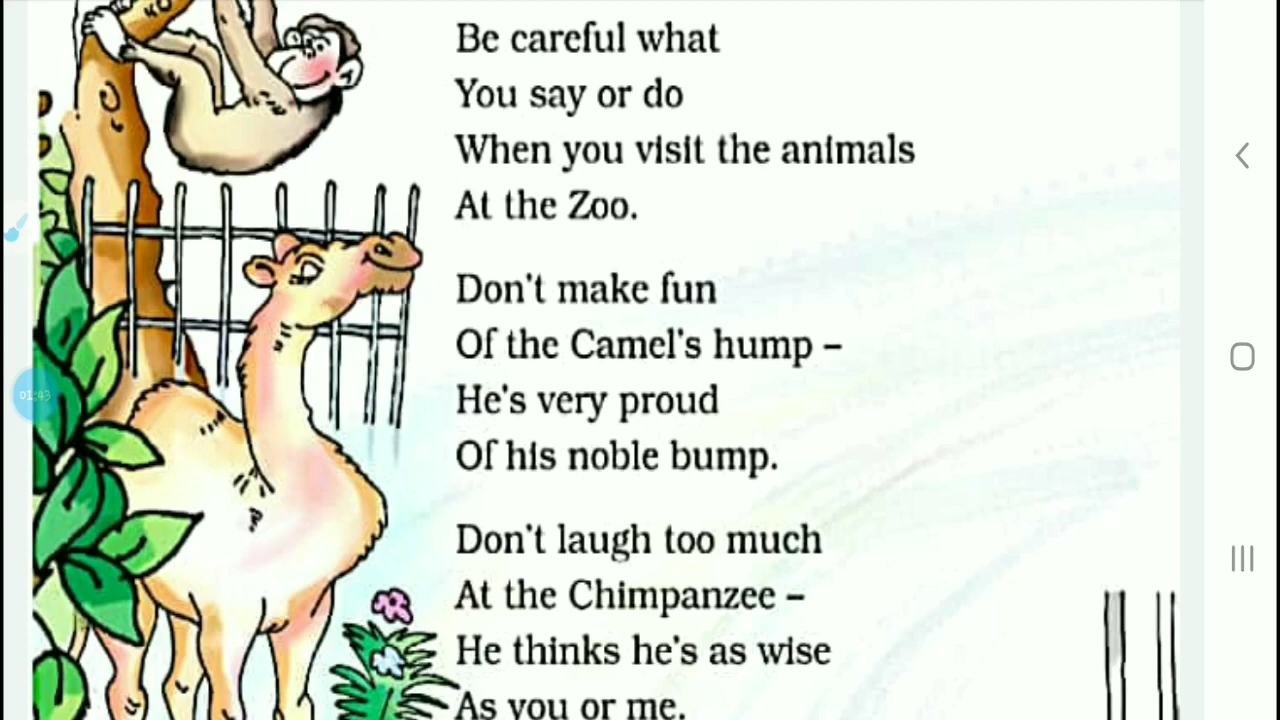 Be careful what
You say or do
When you visit the animals
At the Zoo.
Don't make fun
Of the Camel's hump –
He's very proud
Of his noble bump.
Don't laugh too much
At the Chimpanzee –
He thinks he's as wise
As you or me.
01:43